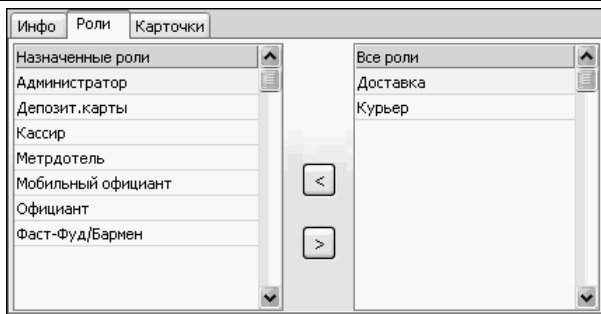 Инфо Роли Карточки
Назначенные роли
Администратор
Депозит.карты
Кассир
Метрдотель
Мобильный официант
Официант
Фаст-Фуд/Бармен
<
>
Все роли
Доставка
Курьер